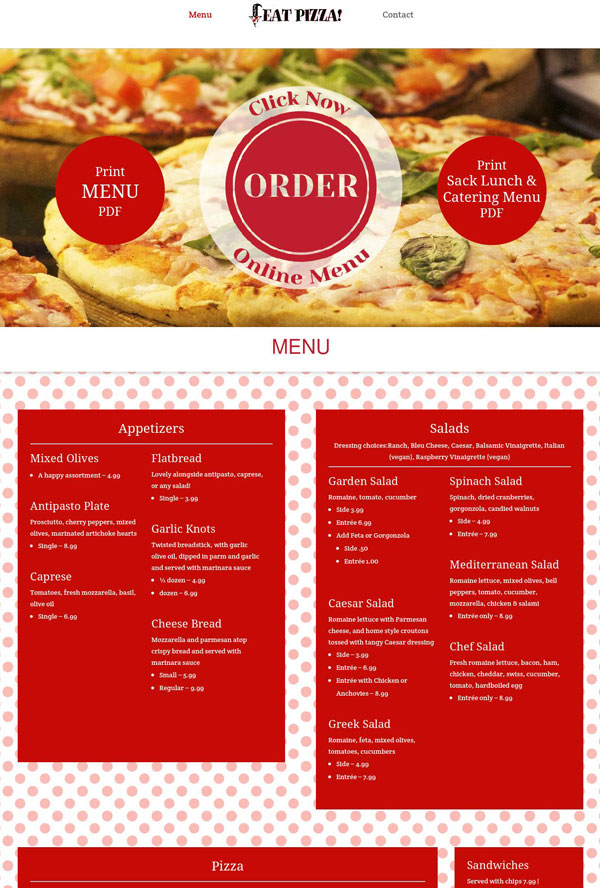 Menu
EAT PIZZA!
Contact
Click Now
ORDER
Online Menu
Print
MENU
PDF
Print
Sack Lunch &
Catering Menu
PDF
MENU
Appetizers
Mixed Olives
A happy assortment – 4.99
Antipasto Plate
Prosciutto, cherry peppers, mixed
olives, marinated artichoke hearts
Single – 8.99
Caprese
Tomatoes, fresh mozzarella, basil,
olive oil
Single – 6.99
Flatbread
Lovely alongside antipasto, caprese,
or any salad!
Single – 3.99
Garlic Knots
Twisted breadstick, with garlic
olive oil, dipped in parm and garlic
and served with marinara sauce
½ dozen – 4.99
dozen – 6.99
Cheese Bread
Mozzarella and parmesan atop
crispy bread and served with
marinara sauce
Small – 5.99
Regular – 9.99
Salads
Dressing choices:Ranch, Bleu Cheese, Caesar, Balsamic Vinaigrette, Italian
(vegan), Raspberry Vinaigrette (vegan)
Garden Salad
Romaine, tomato, cucumber
Side 3.99
Entrée 6.99
Add Feta or Gorgonzola
Side .50
Entrée 1.00
Caesar Salad
Romaine lettuce with Parmesan
cheese, and home style croutons
tossed with tangy Caesar dressing
Side – 3.99
Entrée – 6.99
Entrée with Chicken or
Anchovies – 8.99
Greek Salad
Romaine, feta, mixed olives,
tomatoes, cucumbers
Side – 4.99
Entrée – 7.99
Spinach Salad
Spinach, dried cranberries,
gorgonzola, candied walnuts
Side – 4.99
Entrée – 7.99
Mediterranean Salad
Romaine lettuce, mixed olives, bell
peppers, tomato, cucumber,
mozzarella, chicken & salami
Entrée only – 8.99
Chef Salad
Fresh romaine lettuce, bacon, ham,
chicken, cheddar, swiss, cucumber,
tomato, hardboiled egg
Entrée only – 8.99
Pizza
Sandwiches
Served with chips 7.99 |